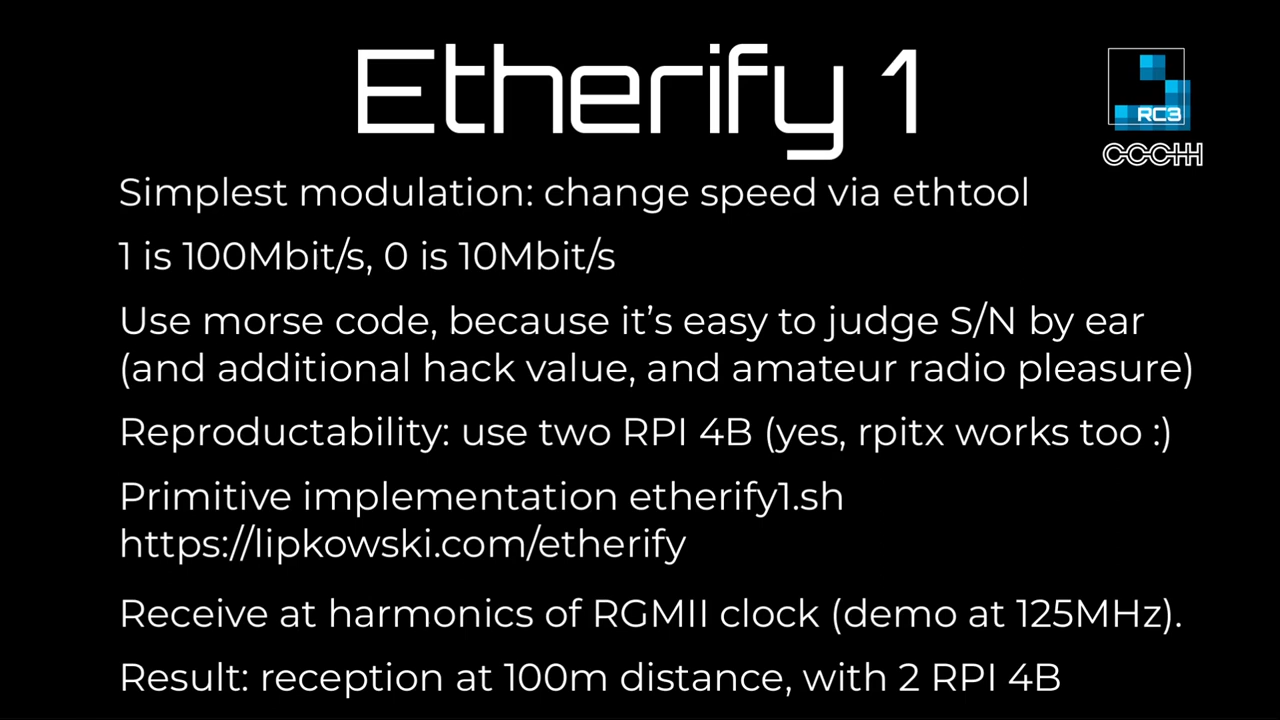 Etherify 1
RC3
CCCHH
Simplest modulation: change speed via ethtool
1 is 100Mbit/s, 0 is 10Mbit/s
Use morse code, because it’s easy to judge S/N by ear
(and additional hack value, and amateur radio pleasure)
Reproductability: use two RPI 4B (yes, rpitx works too :)
Primitive implementation etherify1.sh
https://lipkowski.com/etherify
Receive at harmonics of RGMII clock (demo at 125MHz).
Result: reception at 100m distance, with 2 RPI 4B